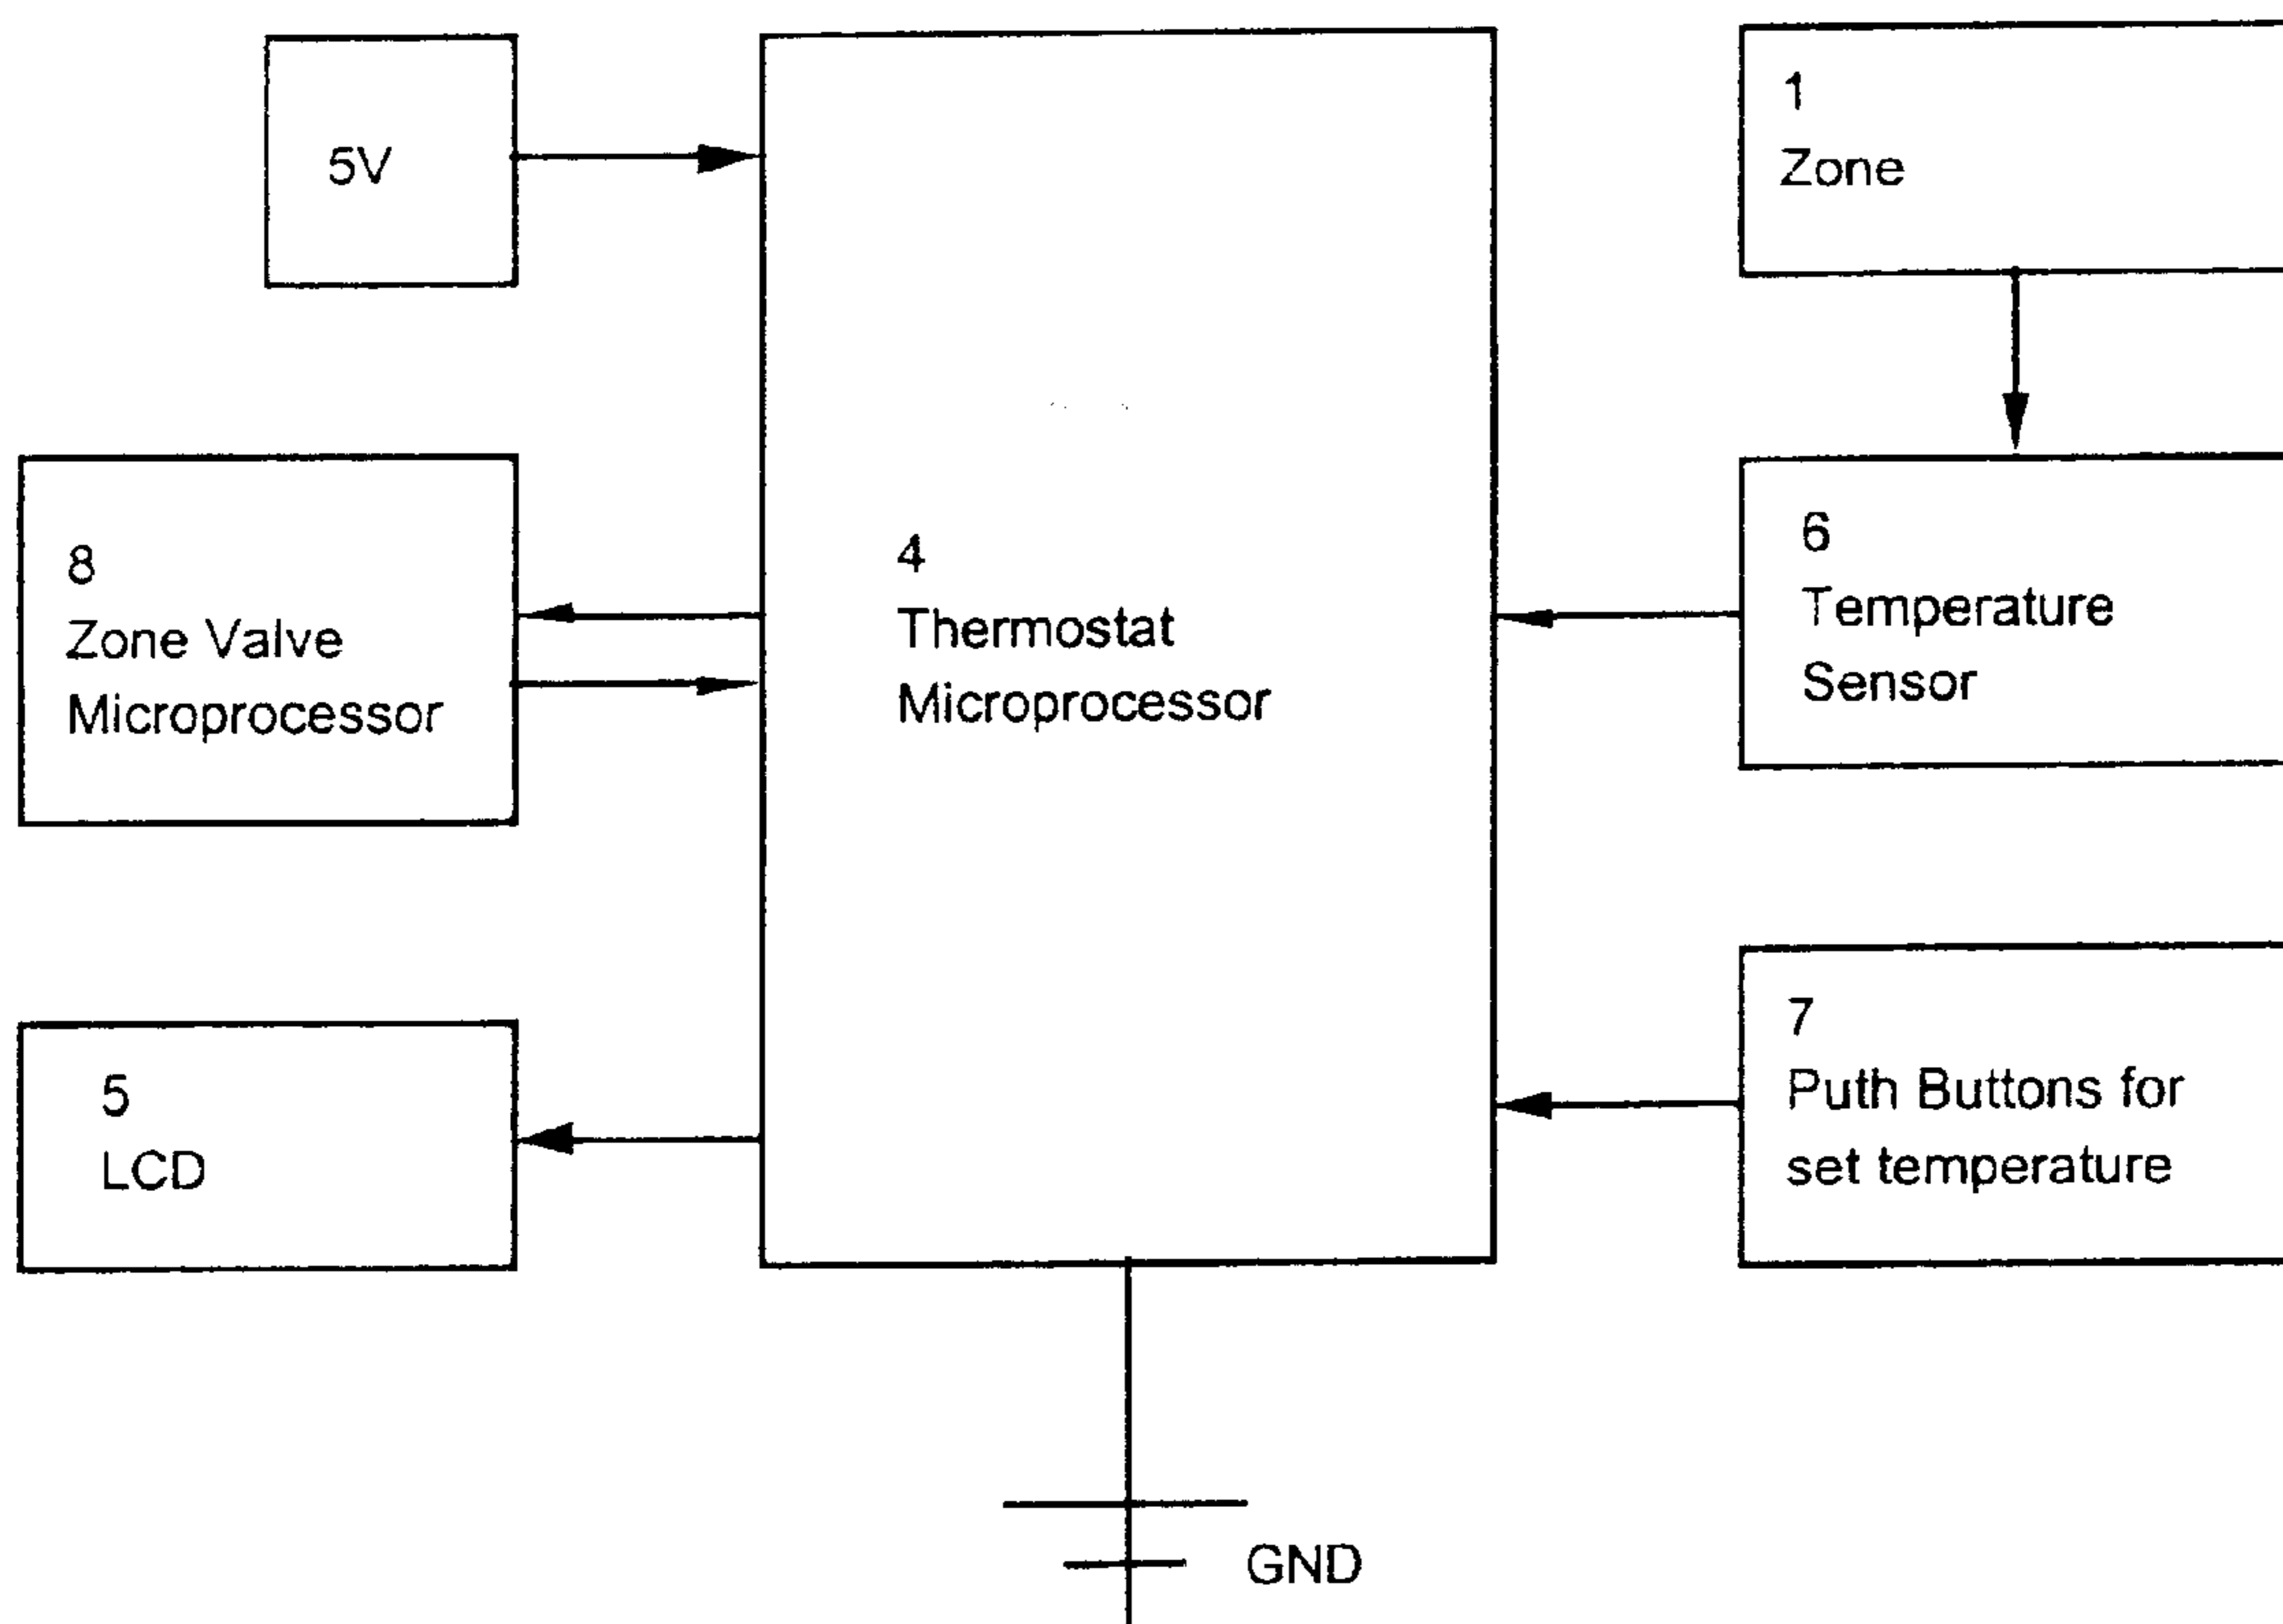 5V
8
Zone Valve
Microprocessor
5
LCD
4
Thermostat
Microprocessor
1
Zone
6
Temperature
Sensor
7
Puth Buttons for
set temperature
GND